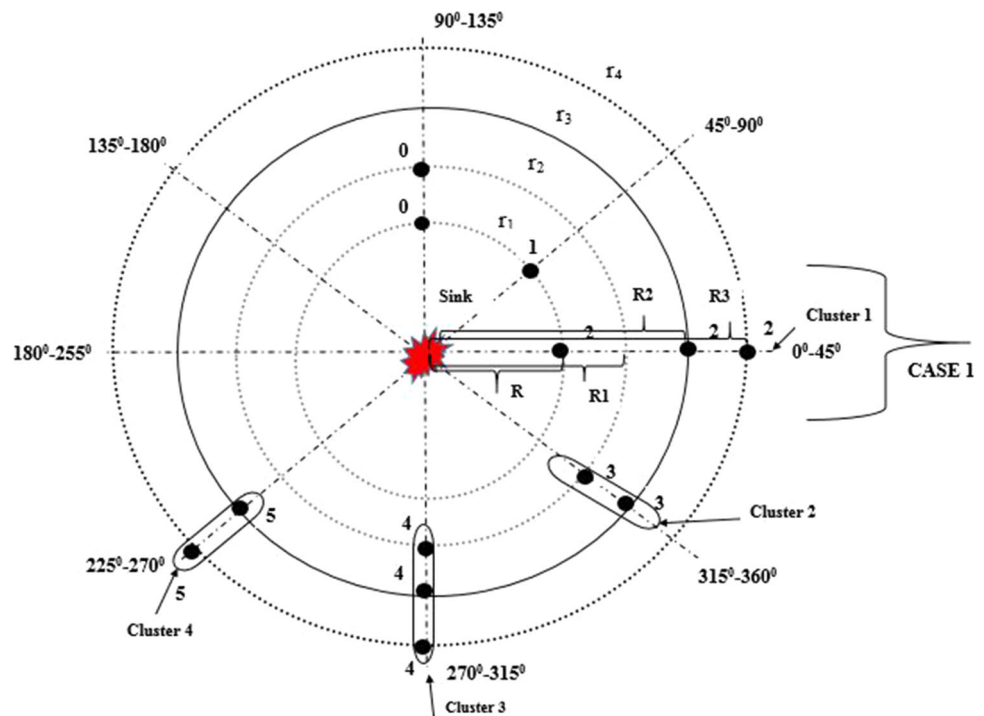 90⁰-135⁰
r₄
r₃
45⁰-90⁰
135⁰-180⁰
0
r₂
0
r₁
1
Sink
R2
R3
Cluster 1
2
2
2
180⁰-255⁰
0⁰-45⁰
CASE 1
R
R1
3
3
Cluster 2
5
4
225⁰-270⁰
4
315⁰-360⁰
5
Cluster 4
4
270⁰-315⁰
Cluster 3